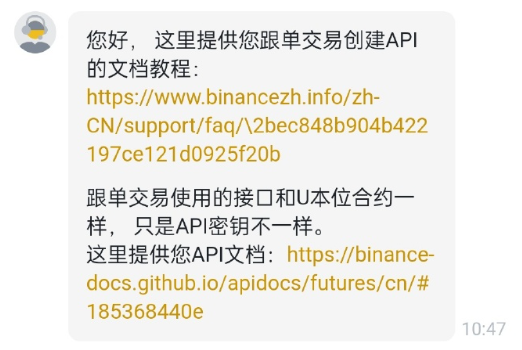 您好， 这里提供您跟单交易创建API
的文档教程：
https://www.binancezh.info/zh-
CN/support/faq/\2bec848b904b422
197ce121d0925f20b
跟单交易使用的接口和U本位合约一
样， 只是API密钥不一样。
这里提供您API文档：https://binance-
docs.github.io/apidocs/futures/cn/#
185368440e
10:47